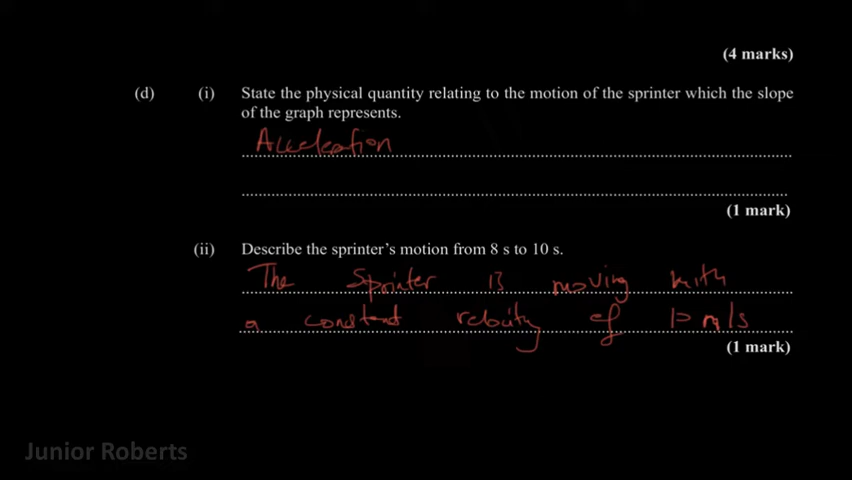 (4 marks)
(d) (i) State the physical quantity relating to the motion of the sprinter which the slope
of the graph represents.
Acceleration
(1 mark)
(ii) Describe the sprinter's motion from 8 s to 10 s.
The Sprinter is moving with
a constant velocity of 10 m/s
(1 mark)
Junior Roberts